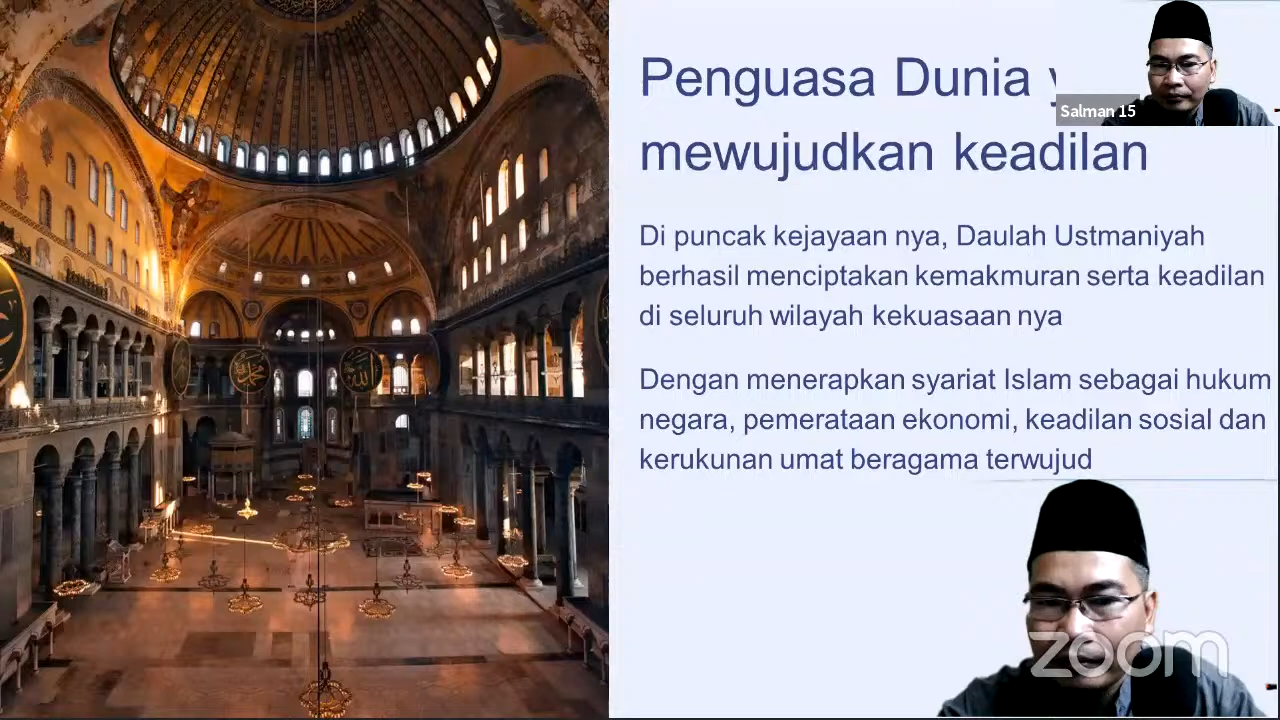 Penguasa Dunia y
mewujudkan keadilan
Salman 15
Di puncak kejayaan nya, Daulah Ustmaniyah
berhasil menciptakan kemakmuran serta keadilan
di seluruh wilayah kekuasaan nya
Dengan menerapkan syariat Islam sebagai hukum
negara, pemerataan ekonomi, keadilan sosial dan
kerukunan umat beragama terwujud
zoom
محمد
الله